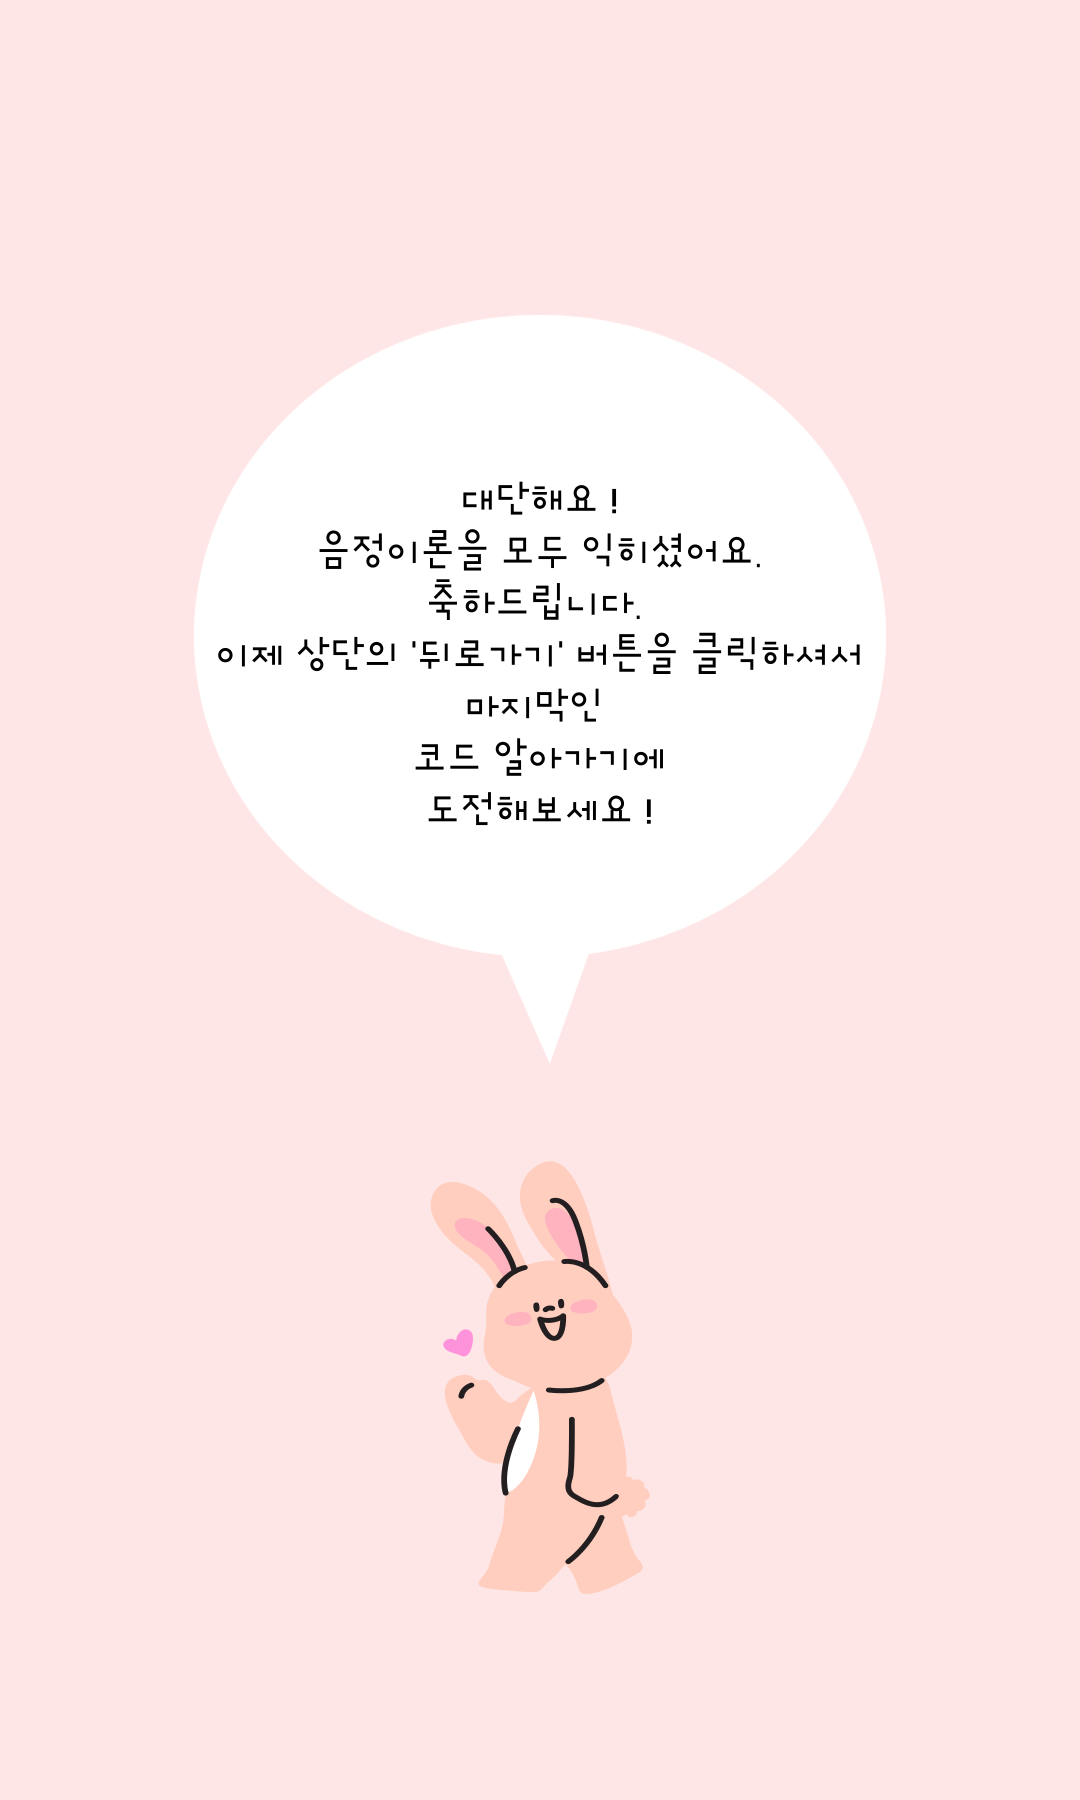 대단해요 !
음정이론을 모두 익히셨어요.
축하드립니다.
이제 상단의 '뒤로가기' 버튼을 클릭하셔서
마지막인
코드 알아가기에
도전해보세요 !